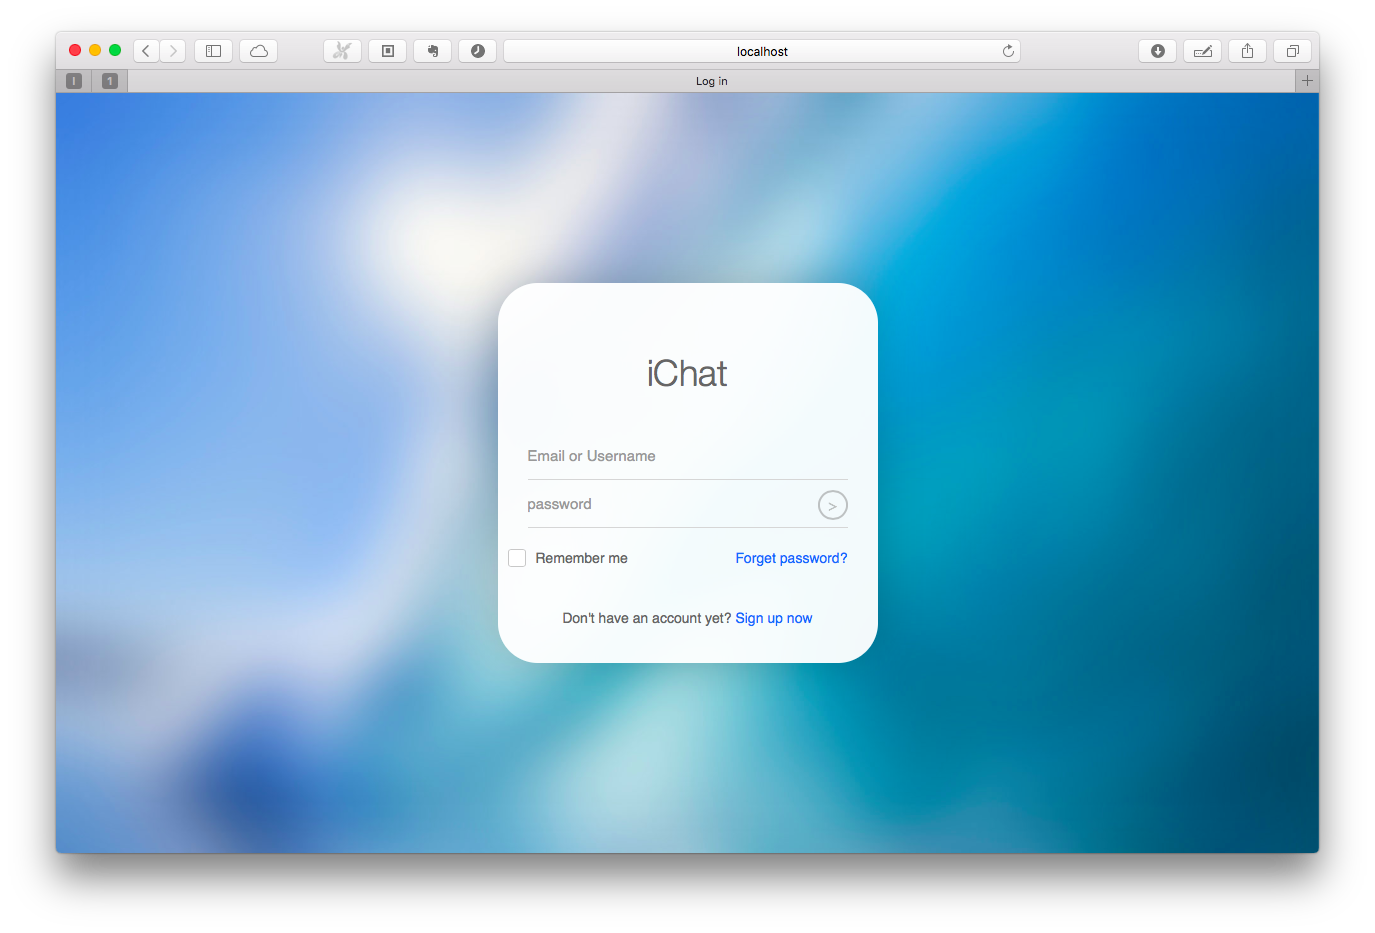 localhost
I
1
Log in
iChat
Email or Username
password
>
Remember me
Forget password?
Don't have an account yet? Sign up now